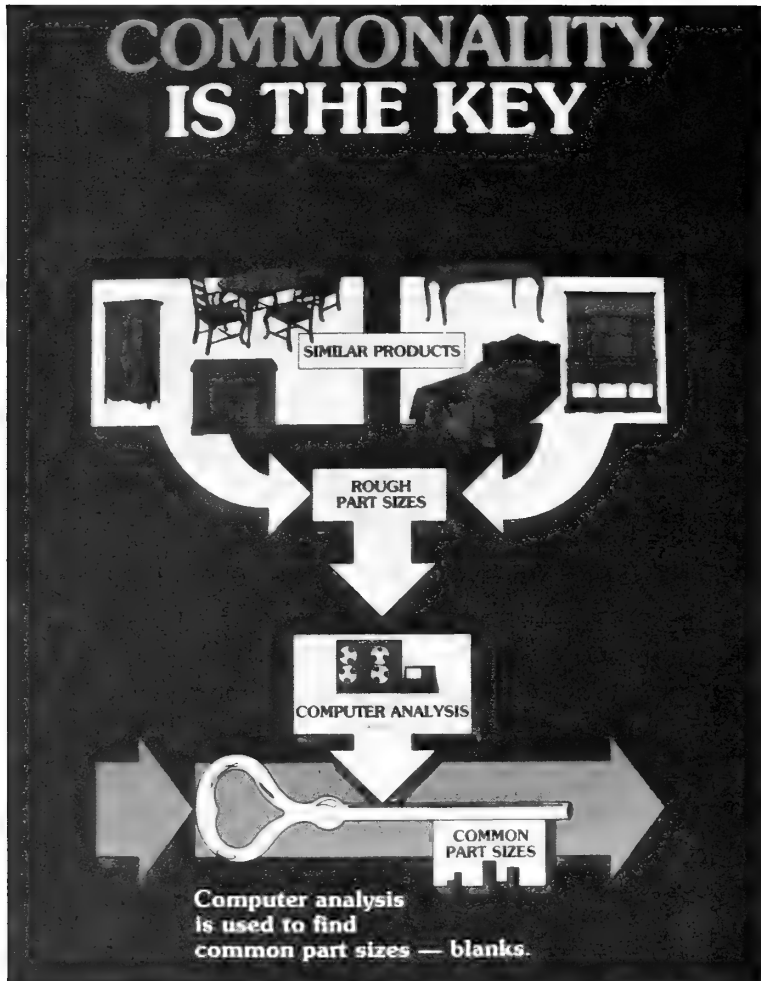 COMMONALITY
IS THE KEY
SIMILAR PRODUCTS
ROUGH
PART SIZES
COMPUTER ANALYSIS
COMMON
PART SIZES
Computer analysis
is used to find
common part sizes — blanks.